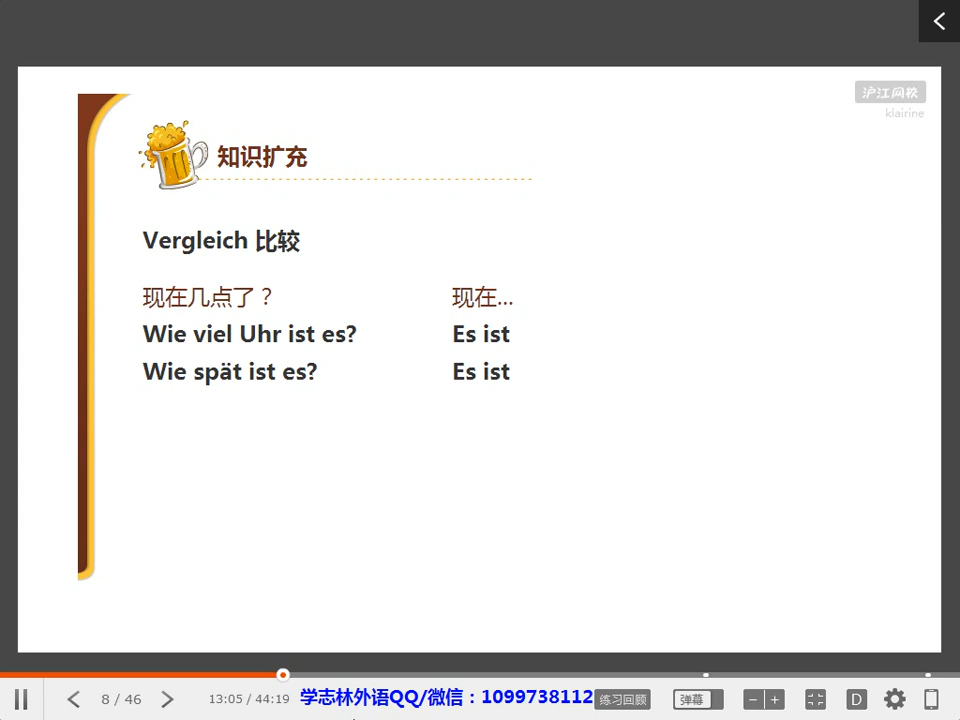 沪江网校
klairine
知识扩充
Vergleich 比较
现在几点了？
现在...
Wie viel Uhr ist es?
Es ist
Wie spät ist es?
Es ist
8 / 46
13:05 / 44:19
学志林外语QQ/微信：1099738112
练习回顾
弹幕
D